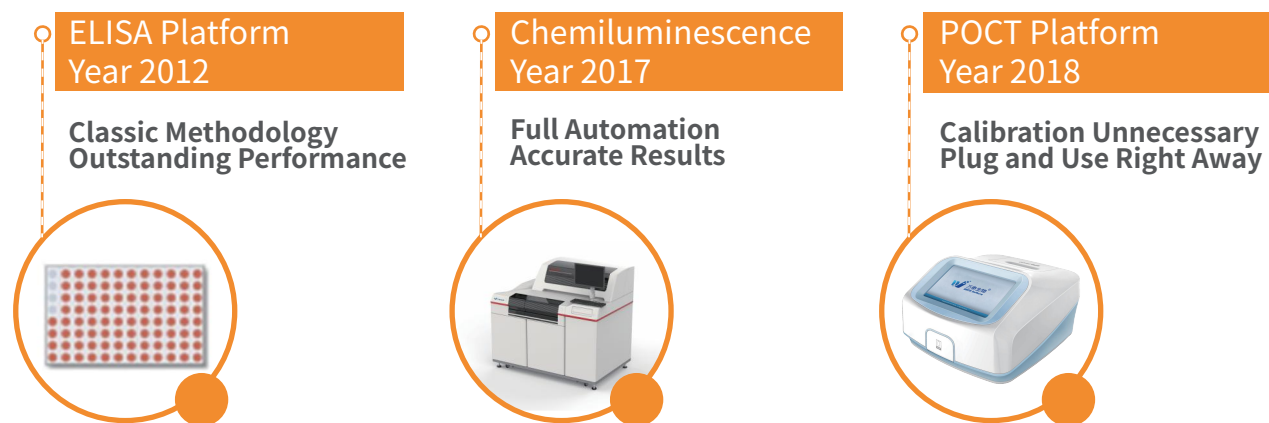 ELISA Platform
Year 2012
Classic Methodology
Outstanding Performance
Chemiluminescence
Year 2017
Full Automation
Accurate Results
POCT Platform
Year 2018
Calibration Unnecessary
Plug and Use Right Away